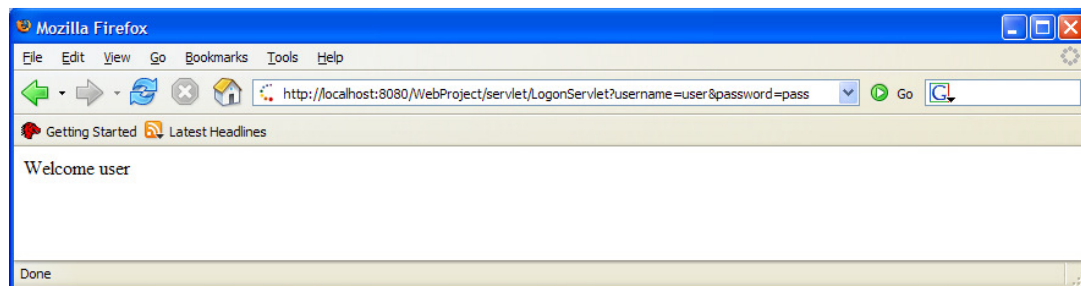 Mozilla Firefox
File Edit View Go Bookmarks Tools Help
http://localhost:8080/WebProject/servlet/LogonServlet?username=user&password=pass Go G
Getting Started Latest Headlines
Welcome user
Done